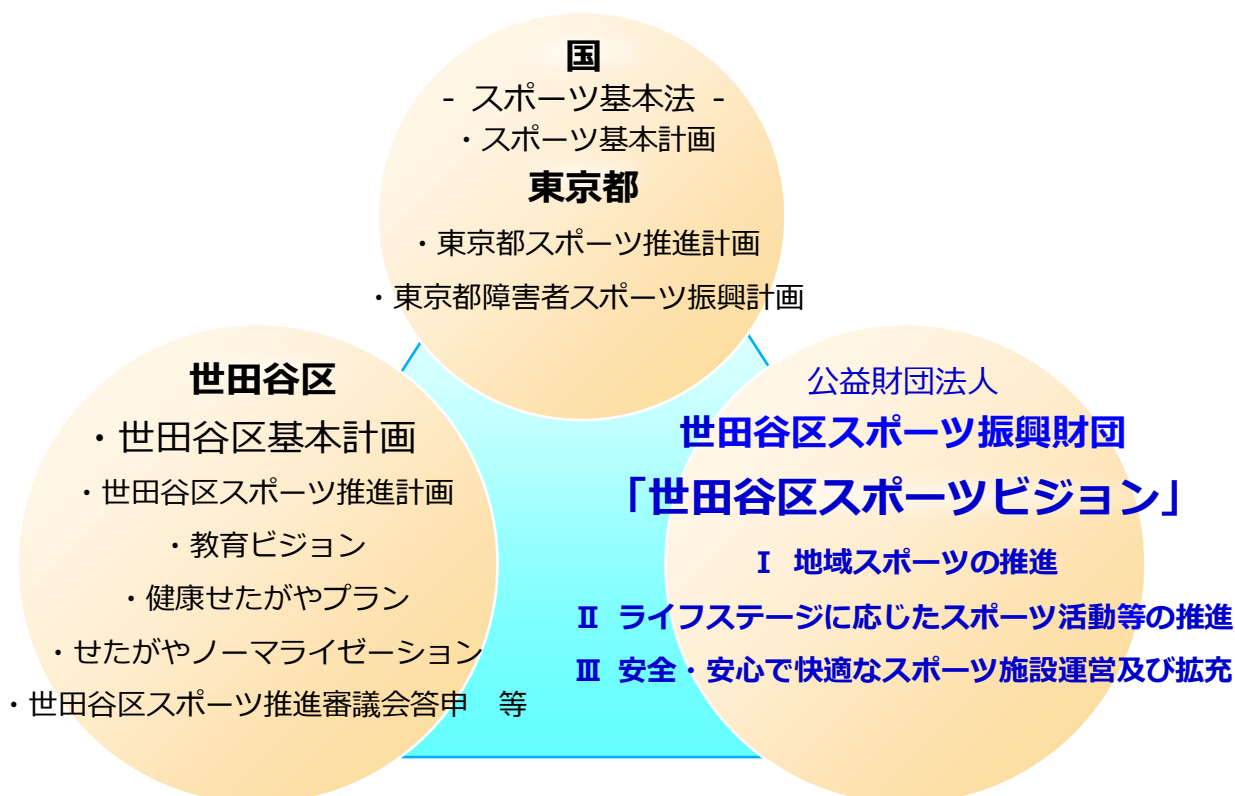 国
- スポーツ基本法 -
・スポーツ基本計画
東京都
・東京都スポーツ推進計画
・東京都障害者スポーツ振興計画
世田谷区
・世田谷区基本計画
・世田谷区スポーツ推進計画
・教育ビジョン
・健康せたがやプラン
・せたがやノーマライゼーション
・世田谷区スポーツ推進審議会答申　等
公益財団法人
世田谷区スポーツ振興財団
「世田谷区スポーツビジョン」
Ⅰ 地域スポーツの推進
Ⅱ ライフステージに応じたスポーツ活動等の推進
Ⅲ 安全・安心で快適なスポーツ施設運営及び拡充